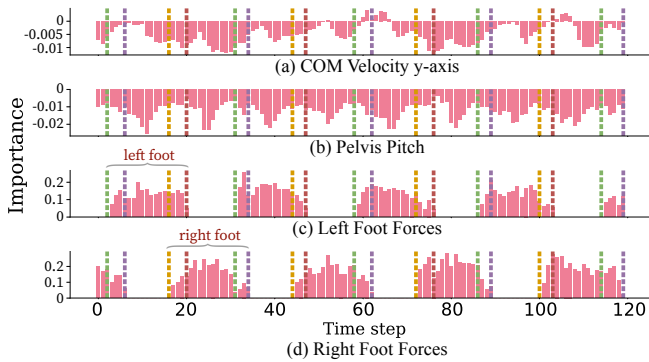 0
-0.005
-0.01
(a) COM Velocity y-axis
0
-0.01
-0.02
(b) Pelvis Pitch
Importance
left foot
0.2
0.1
0
(c) Left Foot Forces
right foot
0.2
0.1
0
0 20 40 60 80 100 120
Time step
(d) Right Foot Forces